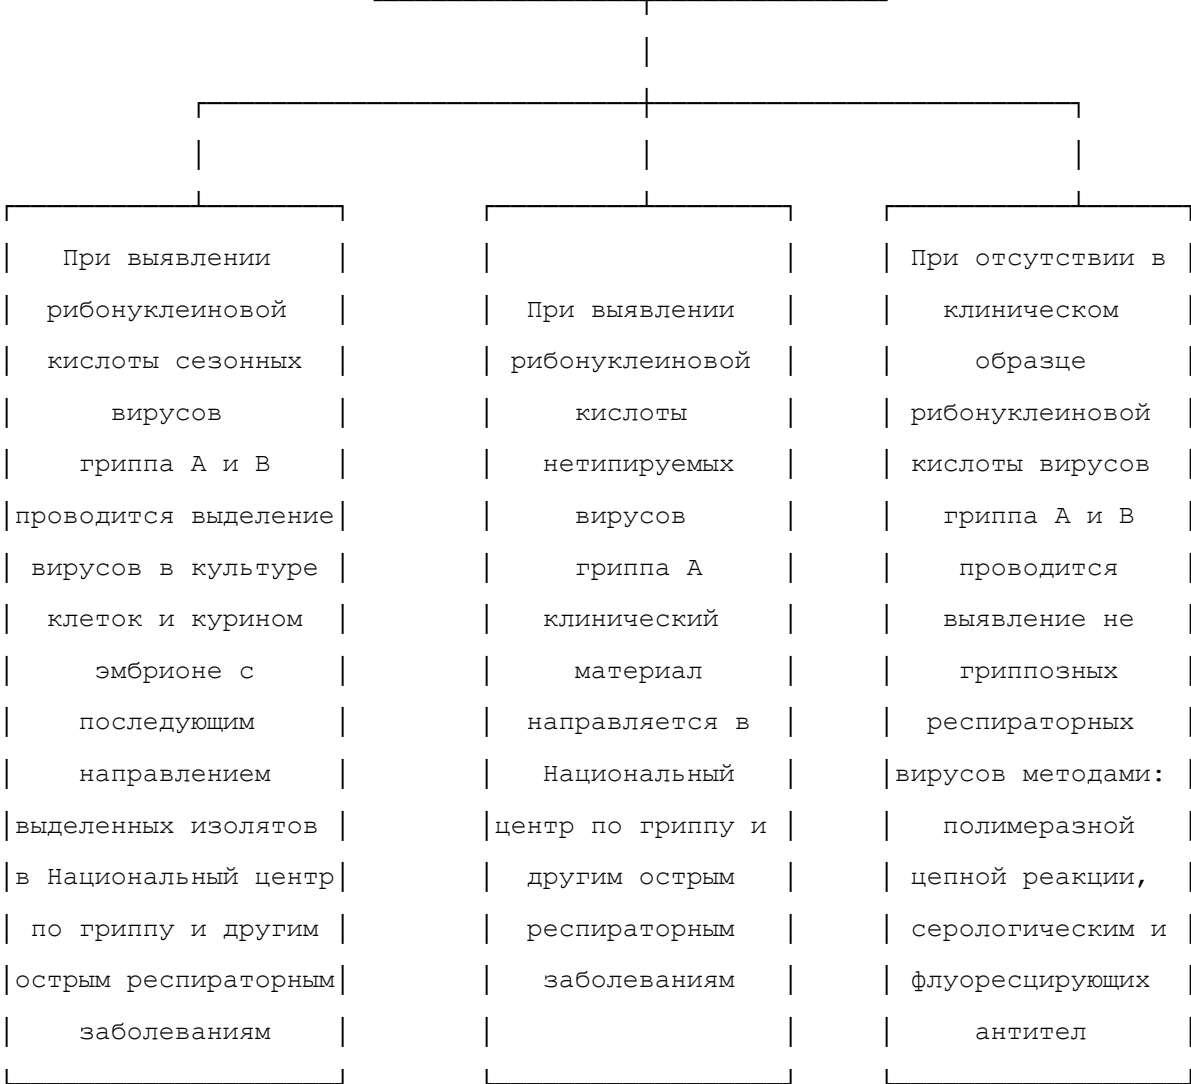 При выявлении
рибонуклеиновой
кислоты сезонных
вирусов
гриппа А и В
проводится выделение
вирусов в культуре
клеток и курином
эмбрионе с
последующим
направлением
выделенных изолятов
в Национальный центр
по гриппу и другим
острым респираторным
заболеваниям
При выявлении
рибонуклеиновой
кислоты
нетипируемых
вирусов
гриппа А
клинический
материал
направляется в
Национальный
центр по гриппу и
другим острым
респираторным
заболеваниям
При отсутствии в
клиническом
образце
рибонуклеиновой
кислоты вирусов
гриппа А и В
проводится
выявление не
гриппозных
респираторных
вирусов методами:
полимеразной
цепной реакции,
серологическим и
флуоресцирующих
антител